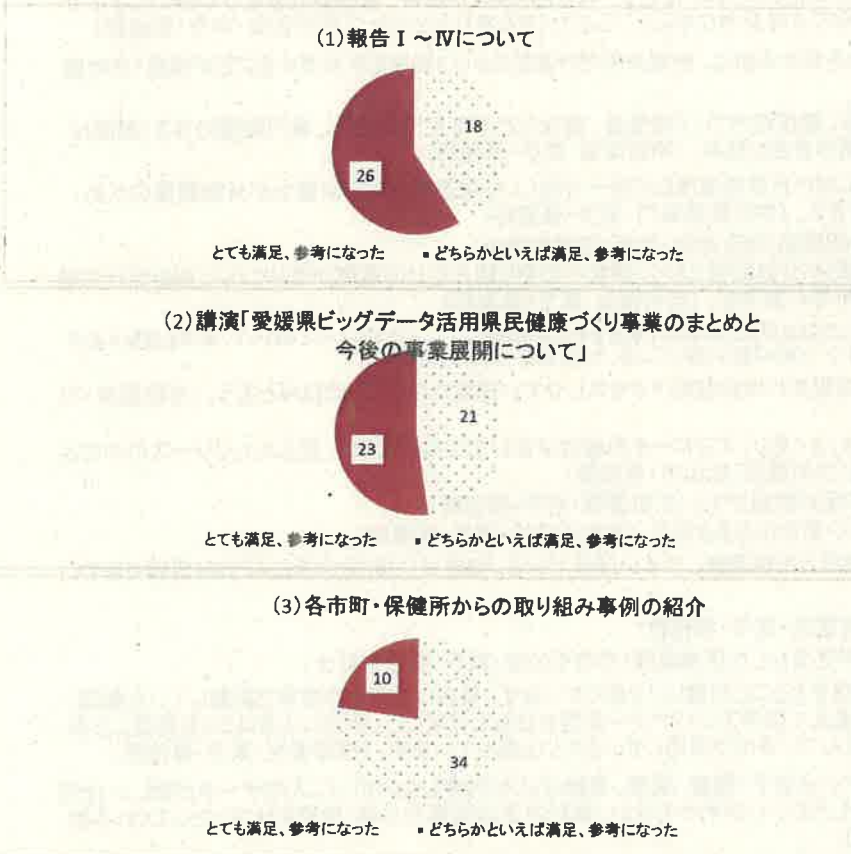 (1)報告Ⅰ～Ⅳについて
18
26
とても満足、参考になった ▪どちらかといえば満足、参考になった
(2)講演「愛媛県ビッグデータ活用県民健康づくり事業のまとめと
今後の事業展開について」
21
23
とても満足、参考になった ▪どちらかといえば満足、参考になった
(3)各市町・保健所からの取り組み事例の紹介
10
34
とても満足、参考になった ▪どちらかといえば満足、参考になった